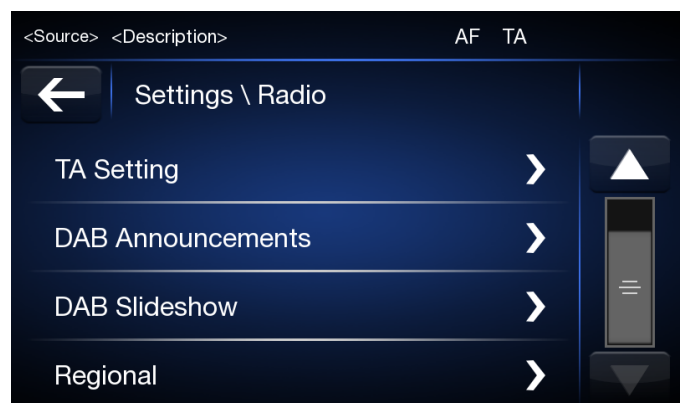 <Source> <Description> AF TA
Settings \ Radio
TA Setting
DAB Announcements
DAB Slideshow
Regional